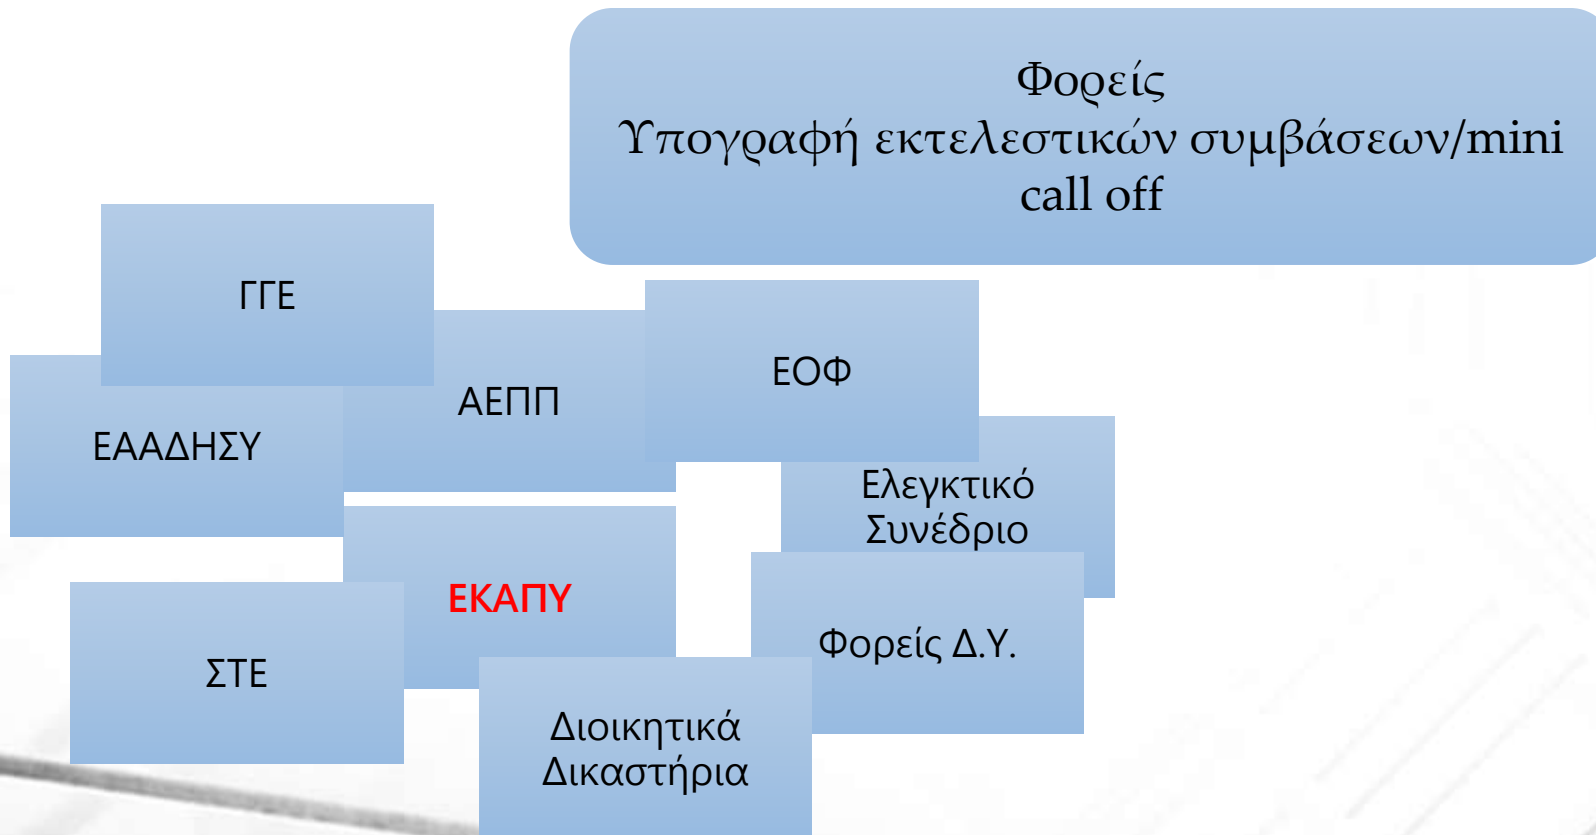 Φορείς
Υπογραφή εκτελεστικών συμβάσεων/mini
call off
ΓΓΕ
ΕΟΦ
ΑΕΠΠ
ΕΑΑΔΗΣΥ
Ελεγκτικό
Συνέδριο
ΕΚΑΠΥ
Φορείς Δ.Υ.
ΣΤΕ
Διοικητικά
Δικαστήρια